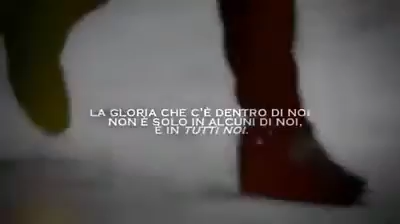 LA GLORIA CHE C'È DENTRO DI NOI
NON È SOLO IN ALCUNI DI NOI,
È IN TUTTI NOI.